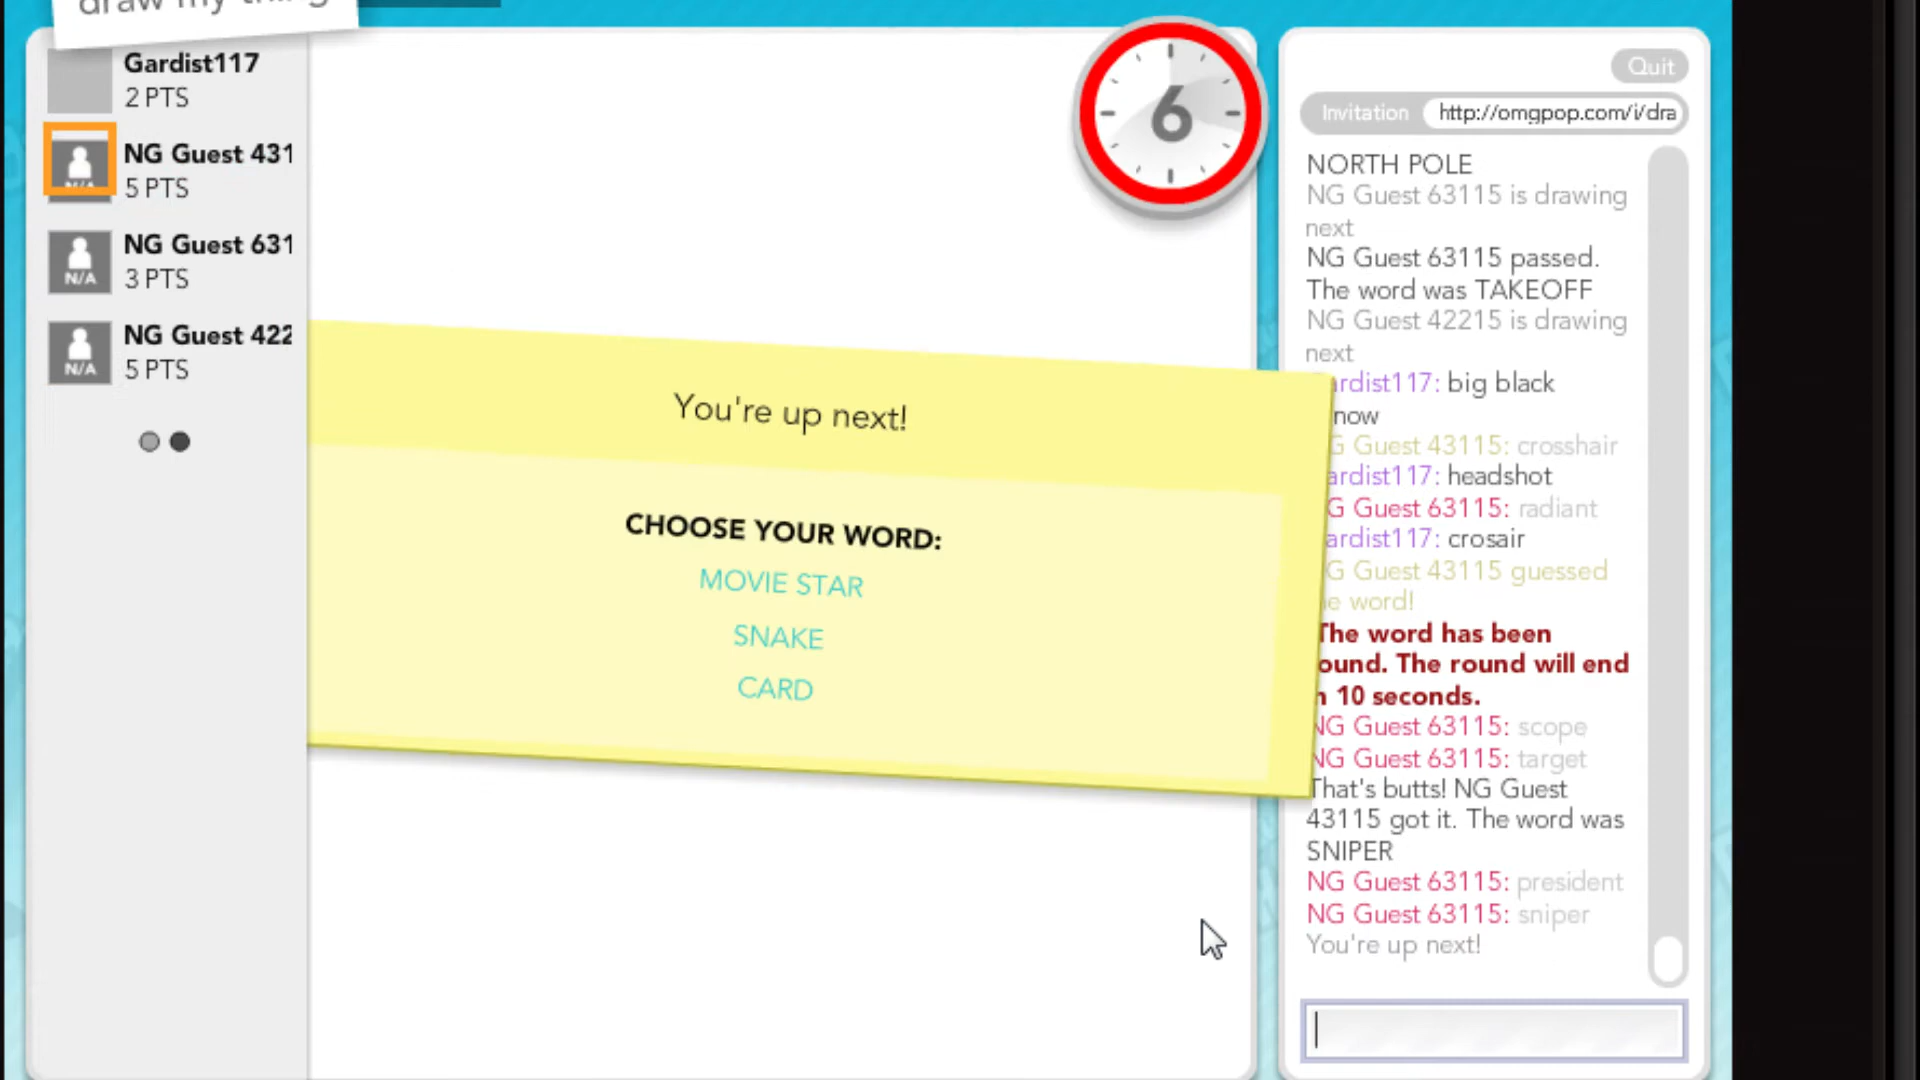 draw my thing
Gardist117
2 PTS
NG Guest 431
5 PTS
N/A
NG Guest 631
3 PTS
N/A
NG Guest 422
5 PTS
N/A
6
You're up next!
CHOOSE YOUR WORD:
MOVIE STAR
SNAKE
CARD
Quit
Invitation http://omgpop.com/i/dra
NORTH POLE
NG Guest 63115 is drawing
next
NG Guest 63115 passed.
The word was TAKEOFF
NG Guest 42215 is drawing
next
ardist117: big black
now
G Guest 43115: crosshair
ardist117: headshot
G Guest 63115: radiant
ardist117: crosair
G Guest 43115 guessed
e word!
The word has been
ound. The round will end
n 10 seconds.
NG Guest 63115: scope
NG Guest 63115: target
That's butts! NG Guest
43115 got it. The word was
SNIPER
NG Guest 63115: president
NG Guest 63115: sniper
You're up next!